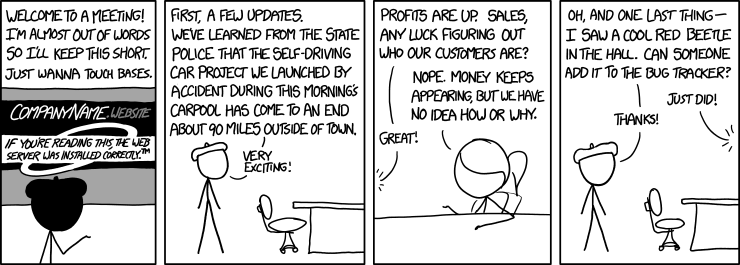 WELCOME TO A MEETING!
I'M ALMOST OUT OF WORDS
SO I'LL KEEP THIS SHORT.
JUST WANNA TOUCH BASES.
COMPANYNAME.WEBSITE
IF YOU'RE READING THIS, THE WEB
SERVER WAS INSTALLED CORRECTLY.™
FIRST, A FEW UPDATES.
WE'VE LEARNED FROM THE STATE
POLICE THAT THE SELF-DRIVING
CAR PROJECT WE LAUNCHED BY
ACCIDENT DURING THIS MORNING'S
CARPOOL HAS COME TO AN END
ABOUT 90 MILES OUTSIDE OF TOWN.
VERY
EXCITING!
PROFITS ARE UP. SALES,
ANY LUCK FIGURING OUT
WHO OUR CUSTOMERS ARE?
NOPE. MONEY KEEPS
APPEARING, BUT WE HAVE
NO IDEA HOW OR WHY.
GREAT!
OH, AND ONE LAST THING—
I SAW A COOL RED BEETLE
IN THE HALL. CAN SOMEONE
ADD IT TO THE BUG TRACKER?
JUST DID!
THANKS!